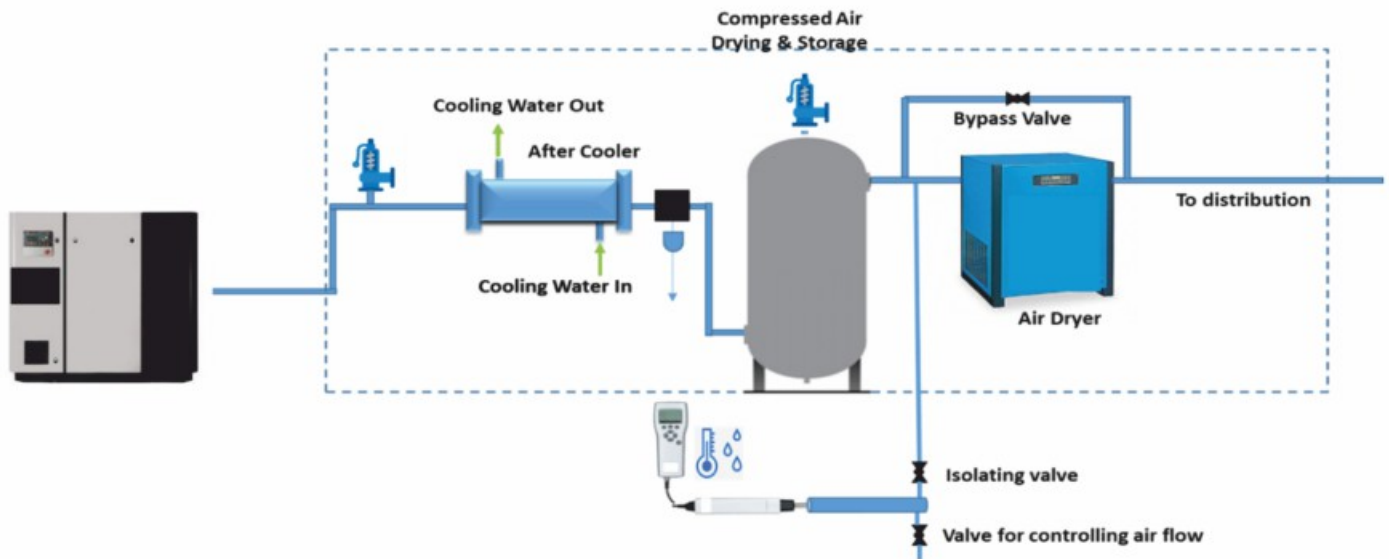 Compressed Air
Drying & Storage
Cooling Water Out
After Cooler
Bypass Valve
To distribution
Cooling Water In
Air Dryer
Isolating valve
Valve for controlling air flow